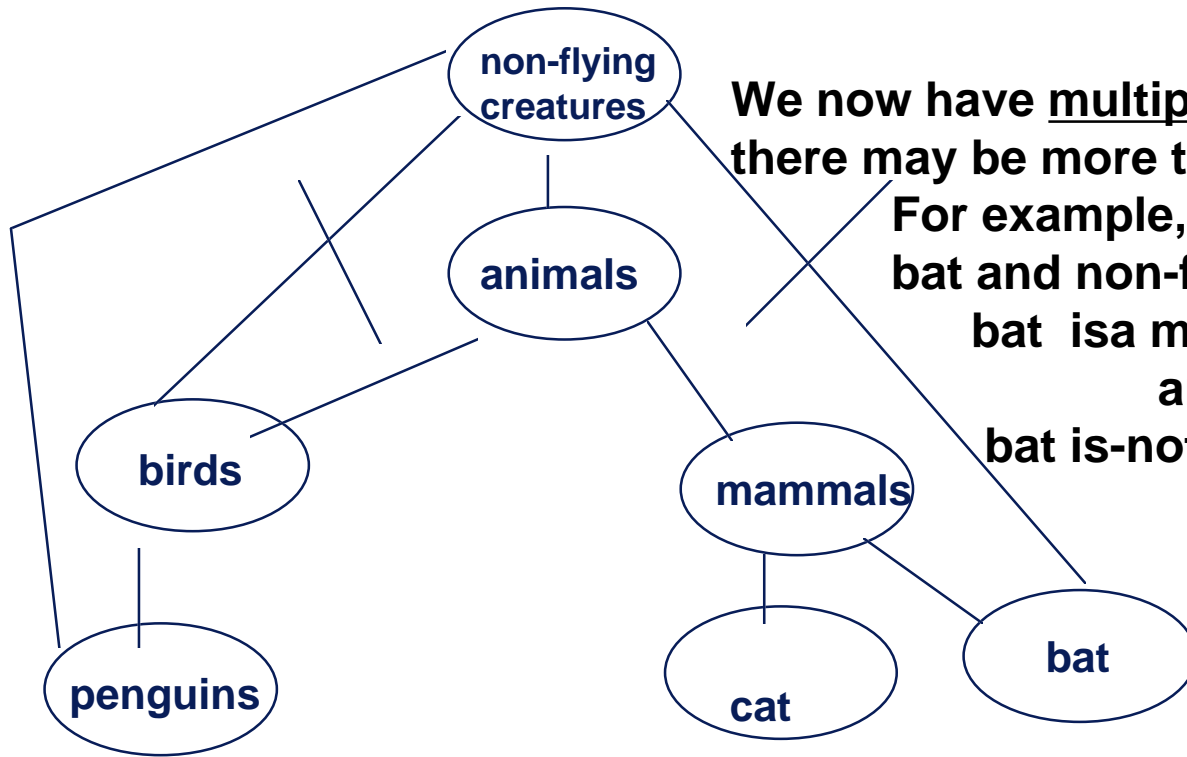 non-flying
creatures
We now have multip
there may be more t
For example,
bat and non-f
bat isa m
a
bat is-not
animals
birds
mammals
penguins
cat
bat